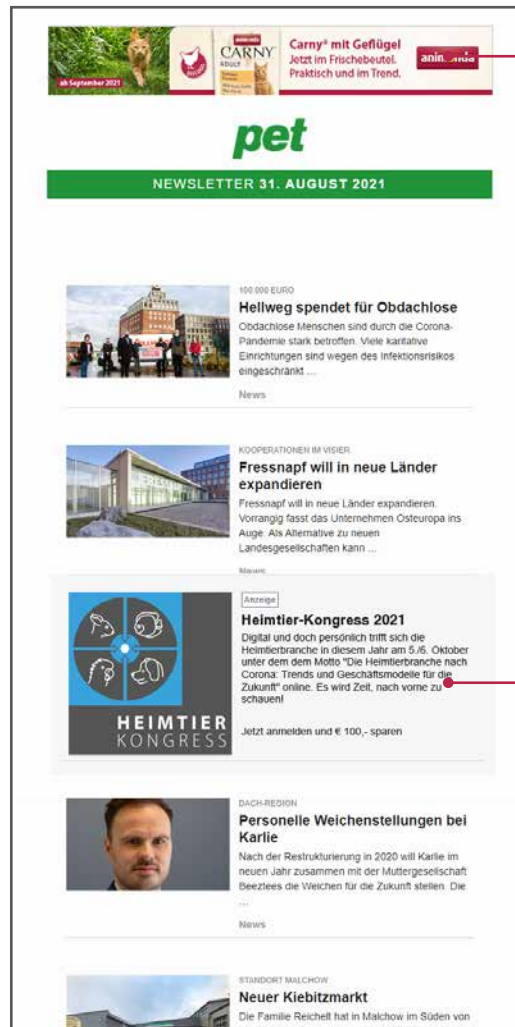 ab September 2021
CARNY
ADULT
Carny® mit Geflügel
Jetzt im Frischebeutel.
Praktisch und im Trend.
pet
NEWSLETTER 31. AUGUST 2021
100.000 EURO
Hellweg spendet für Obdachlose
Obdachlose Menschen sind durch die Corona-
Pandemie stark betroffen. Viele karitative
Einrichtungen sind wegen des Infektionsrisikos
eingeschränkt ...
News
KOOPERATIONEN IM VISIER
Fressnapf will in neue Länder
expandieren
Fressnapf will in neue Länder expandieren.
Vorrangig fasst das Unternehmen Osteuropa ins
Auge. Als Alternative zu neuen
Landesgesellschaften kann ...
News
Anzeige
Heimtier-Kongress 2021
Digital und doch persönlich trifft sich die
Heimtierbranche in diesem Jahr am 5./6. Oktober
unter dem dem Motto "Die Heimtierbranche nach
Corona: Trends und Geschäftsmodelle für die
Zukunft" online. Es wird Zeit, nach vorne zu
schauen!
Jetzt anmelden und € 100,- sparen
HEIMTIER
KONGRESS
DACH-REGION
Personelle Weichenstellungen bei
Karlie
Nach der Restrukturierung in 2020 will Karlie im
neuen Jahr zusammen mit der Muttergesellschaft
Beeztees die Weichen für die Zukunft stellen. Die
...
News
STANDORT MALCHOW
Neuer Kiebitzmarkt
Die Familie Reichelt hat in Malchow im Süden von